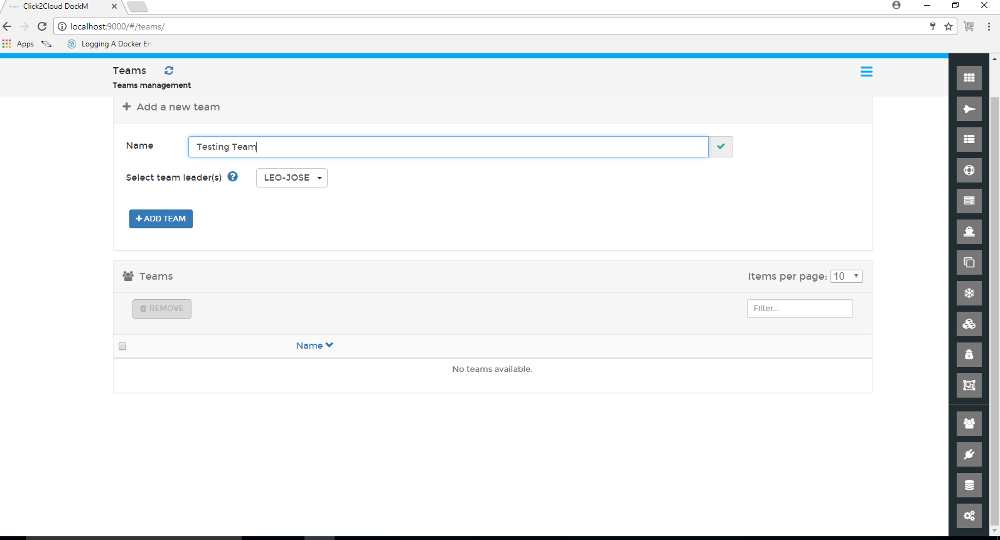 Click2Cloud DockM
localhost:9000/#/teams/
Apps
Logging A Docker En
Teams
Teams management
Add a new team
Name
Testing Team
Select team leader(s)
LEO-JOSE
ADD TEAM
Teams
Items per page: 10
REMOVE
Filter...
Name
No teams available.